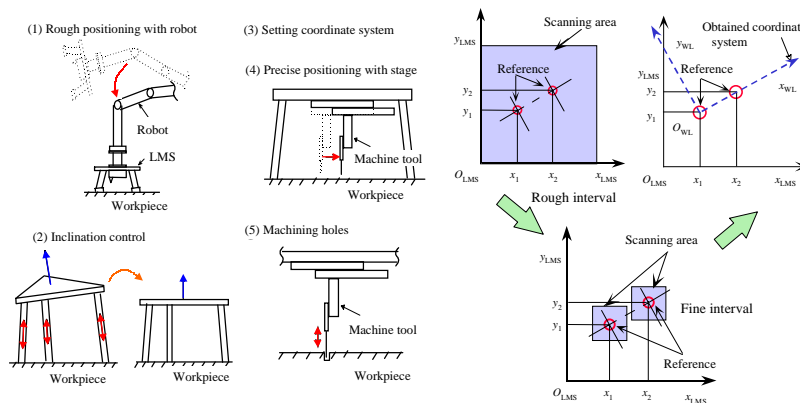 (1) Rough positioning with robot
Robot
LMS
Workpiece
(2) Inclination control
Workpiece
Workpiece
(3) Setting coordinate system
(4) Precise positioning with stage
Machine tool
Workpiece
(5) Machining holes
Machine tool
Workpiece
Scanning area
yLMS
Reference
y2
y1
OLMS
x1
x2
xLMS
Rough interval
Obtained coordinat
system
yWL
yLMS
Reference
xWL
y2
y1
OWL
OLMS
x1
x2
xLMS
Scanning area
yLMS
y2
Fine interval
y1
Reference
OLMS
x1
x2
xLMS